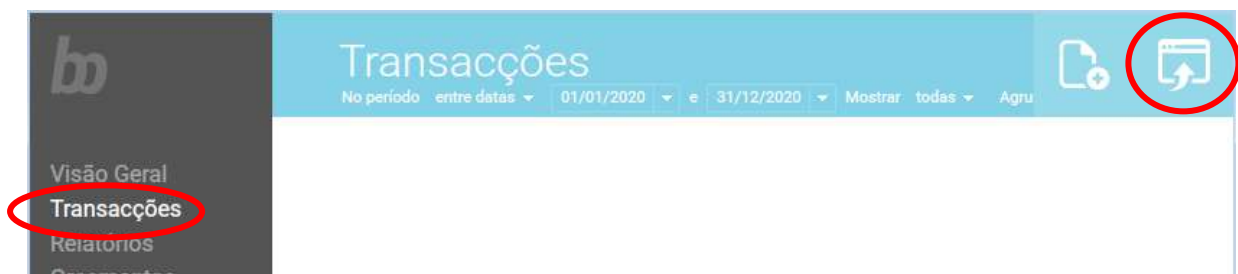 bo
Transacções
No período entre datas 01/01/2020 e 31/12/2020 Mostrar todas Agru
Visão Geral
Transacções
Relatórios